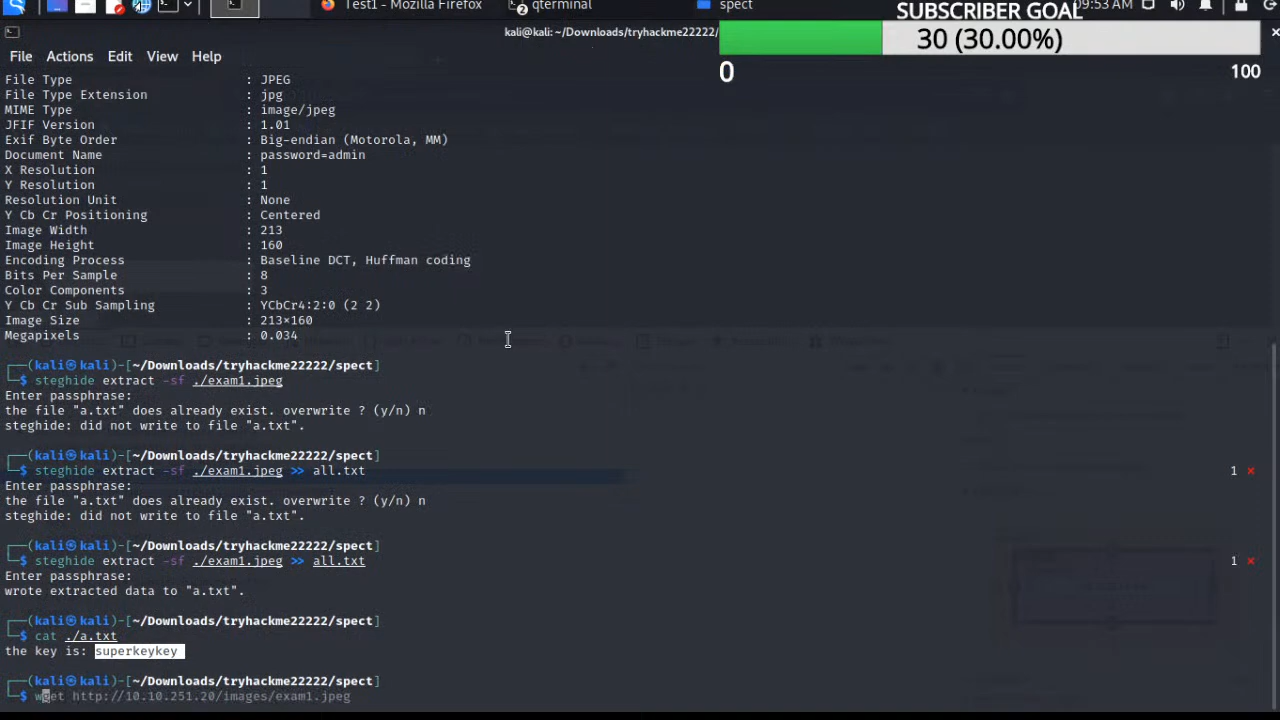 Test1 - Mozilla Firefox
qterminal
2
spect
SUBSCRIBER GOAL
09:53 AM
kali@kali:~/Downloads/tryhackme22222/
30 (30.00%)
0
100
File Actions Edit View Help
File Type : JPEG
File Type Extension : jpg
MIME Type : image/jpeg
JFIF Version : 1.01
Exif Byte Order : Big-endian (Motorola, MM)
Document Name : password=admin
X Resolution : 1
Y Resolution : 1
Resolution Unit : None
Y Cb Cr Positioning : Centered
Image Width : 213
Image Height : 160
Encoding Process : Baseline DCT, Huffman coding
Bits Per Sample : 8
Color Components : 3
Y Cb Cr Sub Sampling : YCbCr4:2:0 (2 2)
Image Size : 213×160
Megapixels : 0.034
┌──(kali㉿kali)-[~/Downloads/tryhackme22222/spect]
└─$ steghide extract -sf ./exam1.jpeg
Enter passphrase:
the file "a.txt" does already exist. overwrite ? (y/n) n
steghide: did not write to file "a.txt".
┌──(kali㉿kali)-[~/Downloads/tryhackme22222/spect]
└─$ steghide extract -sf ./exam1.jpeg >> all.txt 1 ⨯
Enter passphrase:
the file "a.txt" does already exist. overwrite ? (y/n) n
steghide: did not write to file "a.txt".
┌──(kali㉿kali)-[~/Downloads/tryhackme22222/spect]
└─$ steghide extract -sf ./exam1.jpeg >> all.txt 1 ⨯
Enter passphrase:
wrote extracted data to "a.txt".
┌──(kali㉿kali)-[~/Downloads/tryhackme22222/spect]
└─$ cat ./a.txt
the key is: superkeykey
┌──(kali㉿kali)-[~/Downloads/tryhackme22222/spect]
└─$ wget http://10.10.251.20/images/exam1.jpeg